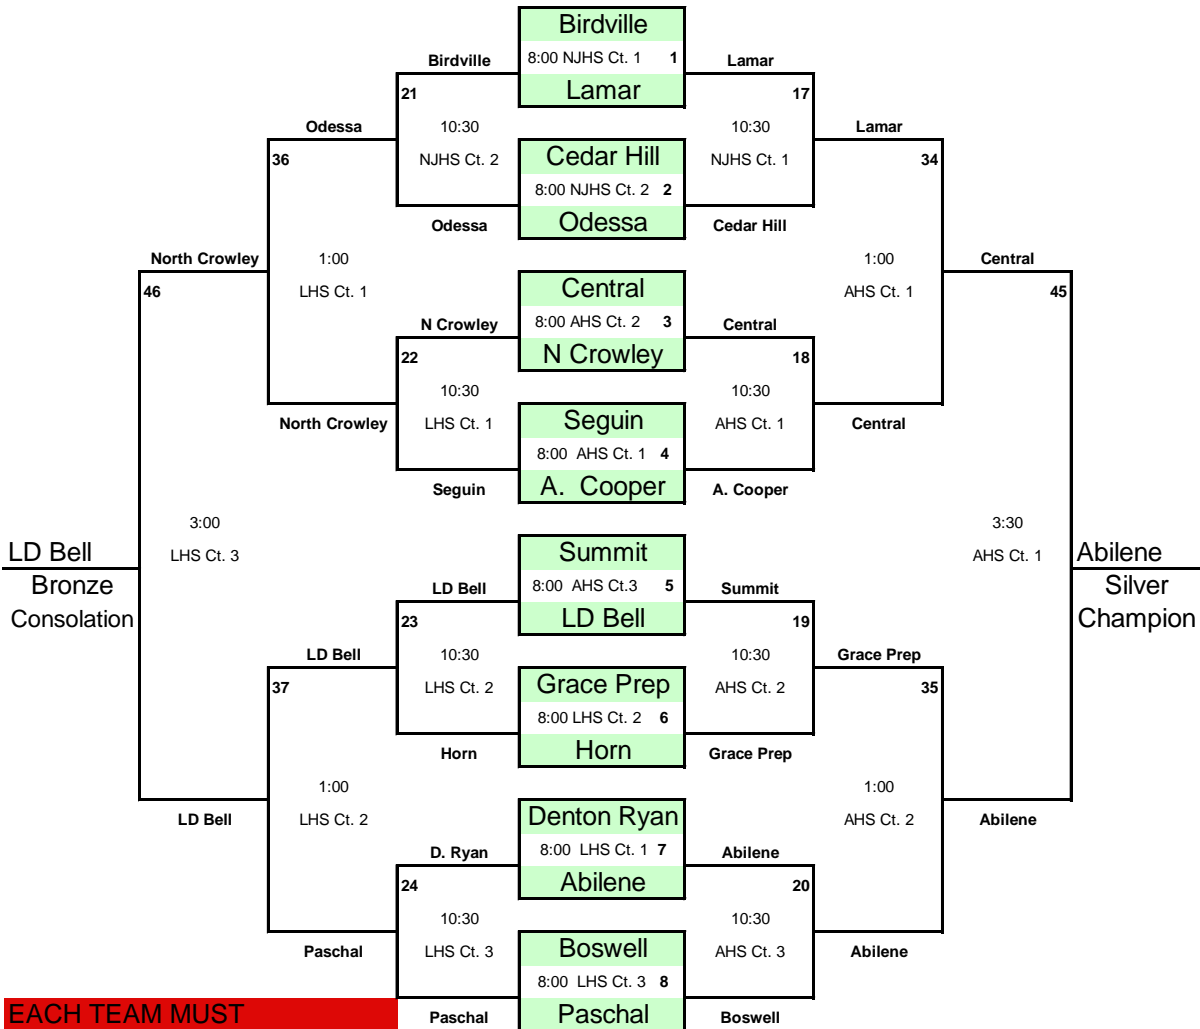 Birdville
Birdville 8:00 NJHS Ct. 1 1 Lamar
21 Lamar 17
Odessa 10:30 10:30 Lamar
36 NJHS Ct. 2 Cedar Hill NJHS Ct. 1 34
8:00 NJHS Ct. 2 2
Odessa Odessa Cedar Hill
North Crowley 1:00 1:00 Central
46 LHS Ct. 1 Central AHS Ct. 1 45
N Crowley 8:00 AHS Ct. 2 3 Central
22 N Crowley 18
10:30 10:30
North Crowley LHS Ct. 1 Seguin AHS Ct. 1 Central
8:00 AHS Ct. 1 4
Seguin A. Cooper A. Cooper
3:00 3:30
LD Bell LHS Ct. 3 Summit AHS Ct. 1 Abilene
Bronze LD Bell 8:00 AHS Ct.3 5 Summit Silver
Consolation 23 LD Bell 19 Champion
LD Bell 10:30 10:30 Grace Prep
37 LHS Ct. 2 Grace Prep AHS Ct. 2 35
8:00 LHS Ct. 2 6
Horn Horn Grace Prep
1:00 1:00
LD Bell LHS Ct. 2 Denton Ryan AHS Ct. 2 Abilene
D. Ryan 8:00 LHS Ct. 1 7 Abilene
24 Abilene 20
10:30 10:30
Paschal LHS Ct. 3 Boswell AHS Ct. 3 Abilene
8:00 LHS Ct. 3 8
EACH TEAM MUST Paschal Paschal Boswell